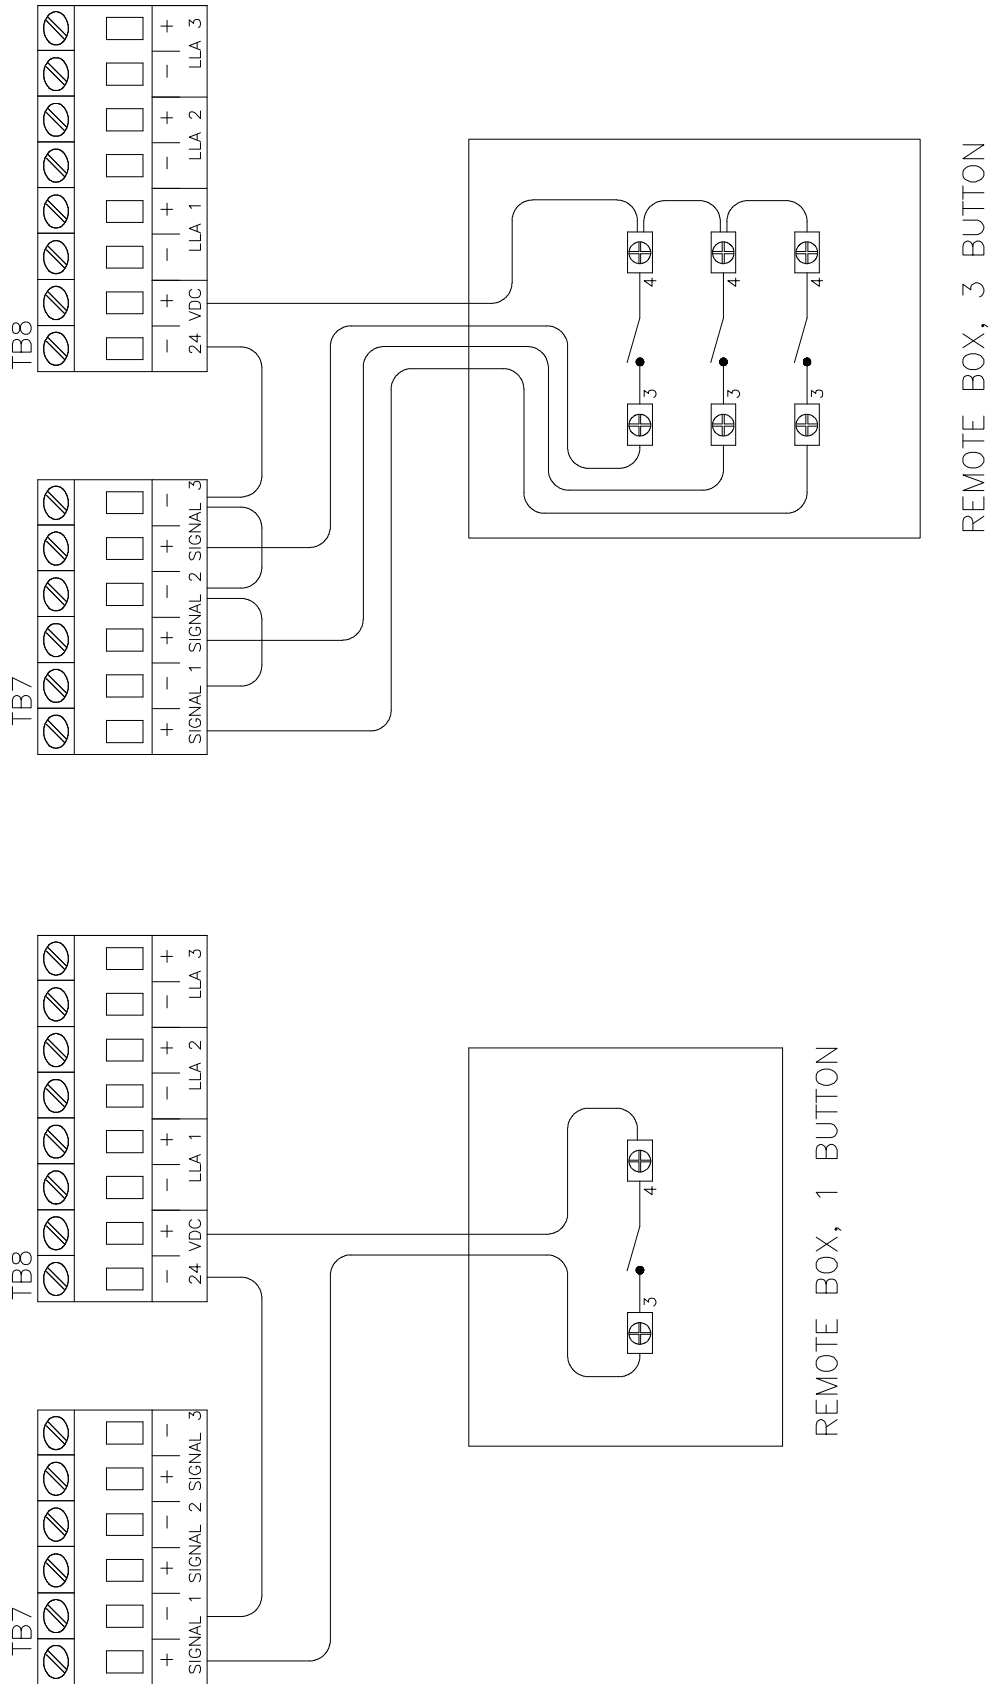 TB7
+ - + - + -
SIGNAL 1 SIGNAL 2 SIGNAL 3
TB8
- + - + - + - +
24 VDC LLA 1 LLA 2 LLA 3
3 4
REMOTE BOX, 1 BUTTON
TB7
+ - + - + -
SIGNAL 1 SIGNAL 2 SIGNAL 3
TB8
- + - + - + - +
24 VDC LLA 1 LLA 2 LLA 3
3 4
3 4
3 4
REMOTE BOX, 3 BUTTON